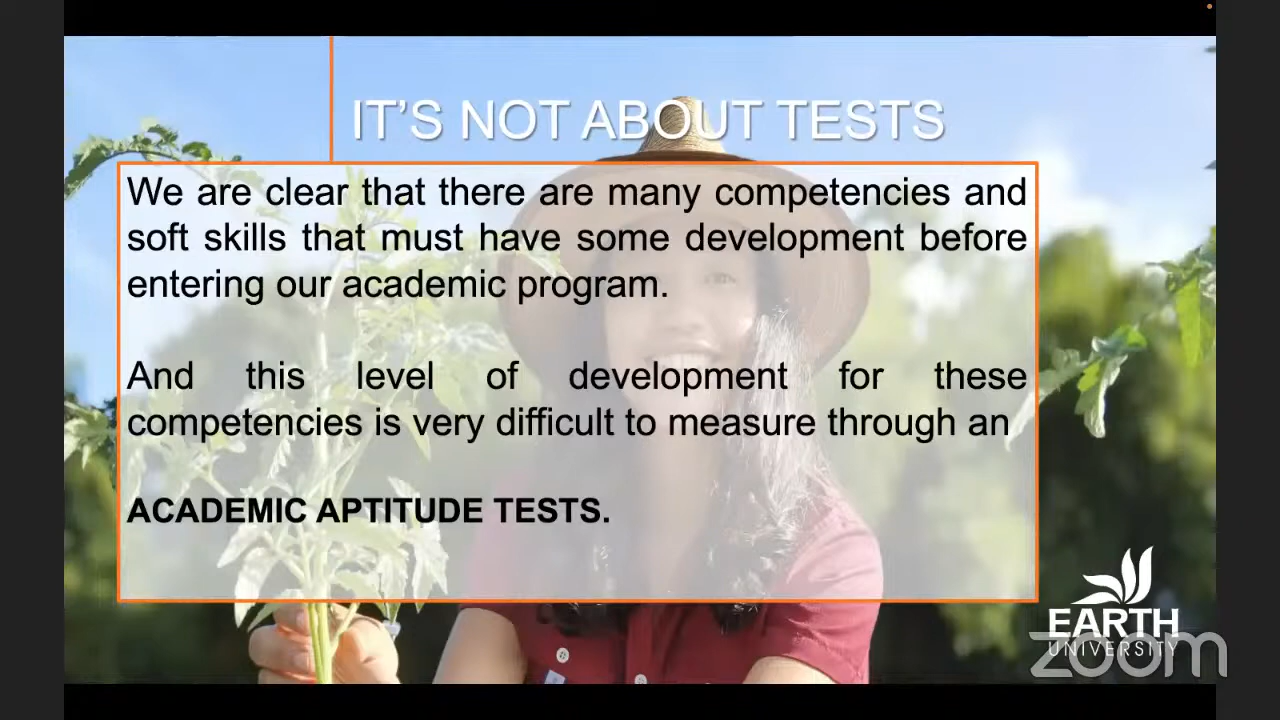 IT'S NOT ABOUT TESTS
We are clear that there are many competencies and
soft skills that must have some development before
entering our academic program.
And this level of development for these
competencies is very difficult to measure through an
ACADEMIC APTITUDE TESTS.
EARTH
UNIVERSITY
zoom